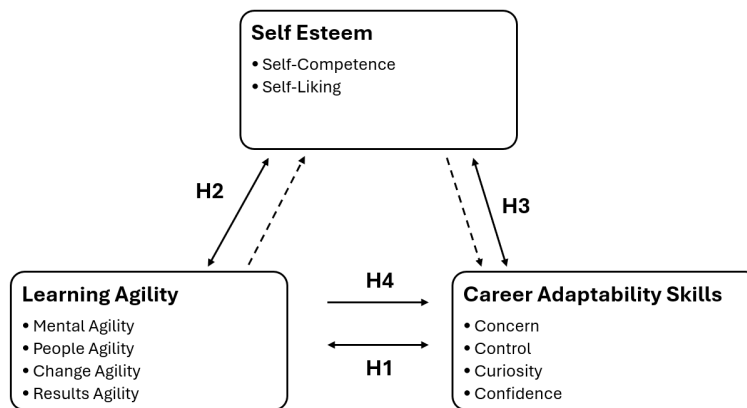 Self Esteem
• Self-Competence
• Self-Liking
H2
H3
Learning Agility
• Mental Agility
• People Agility
• Change Agility
• Results Agility
H4
H1
Career Adaptability Skills
• Concern
• Control
• Curiosity
• Confidence